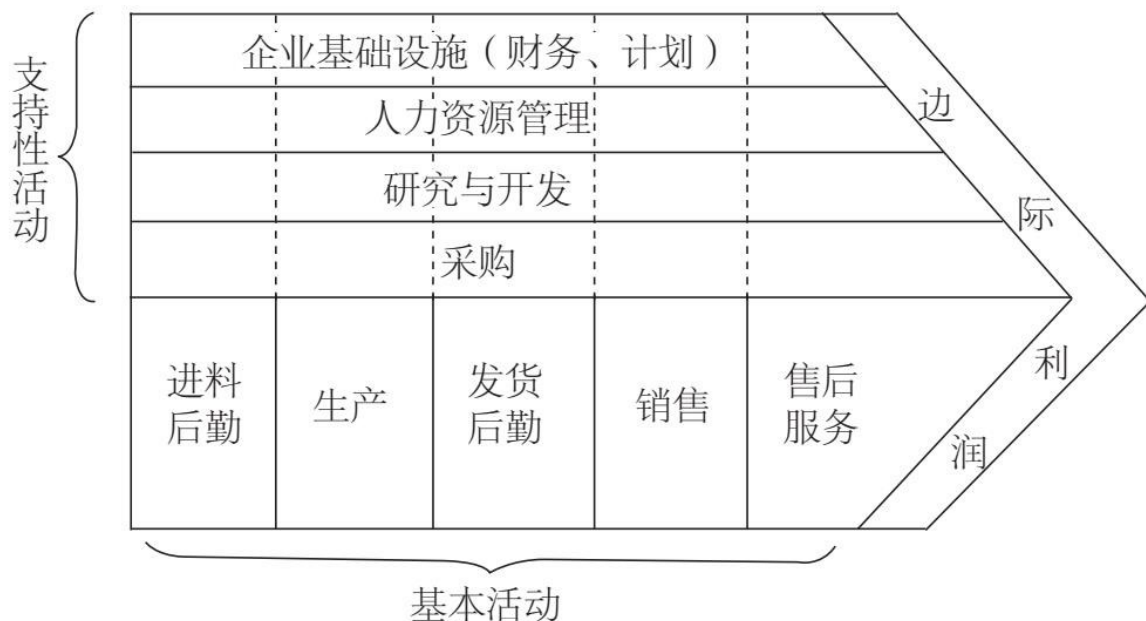 支持性活动
企业基础设施（财务、计划）
人力资源管理
研究与开发
采购
进料
后勤
生产
发货
后勤
销售
售后
服务
边际利润
基本活动